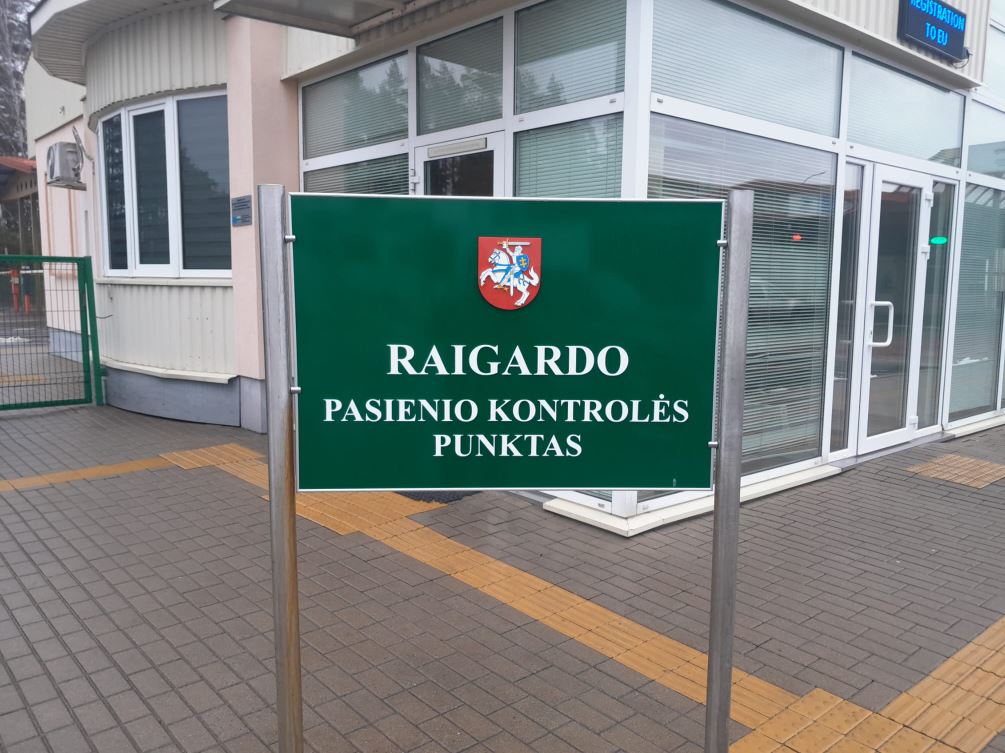 REGISTRATION
TO EU
RAIGARDO
PASIENIO KONTROLĖS
PUNKTAS